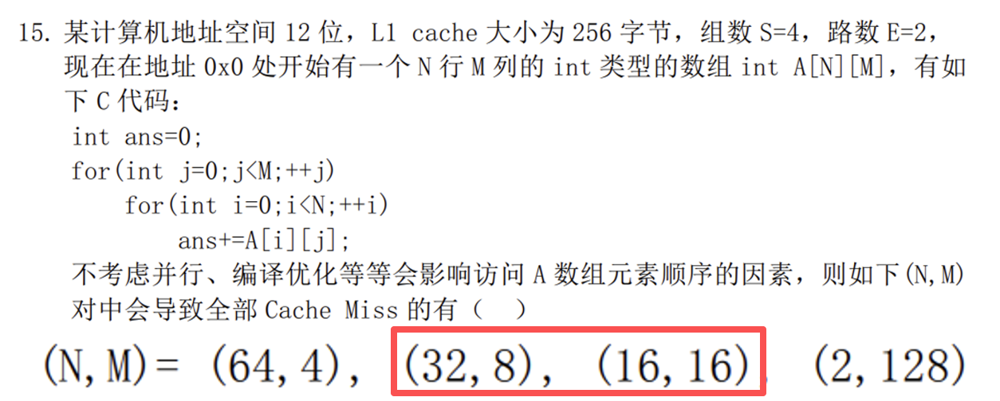 15. 某计算机地址空间 12 位，L1 cache 大小为 256 字节，组数 S=4，路数 E=2，
现在在地址 0x0 处开始有一个 N 行 M 列的 int 类型的数组 int A[N][M]，有如
下 C 代码：
int ans=0;
for(int j=0;j<M;++j)
for(int i=0;i<N;++i)
ans+=A[i][j];
不考虑并行、编译优化等等会影响访问 A 数组元素顺序的因素，则如下(N,M)
对中会导致全部 Cache Miss 的有（ ）
(N,M)= (64,4), (32,8), (16,16) (2,128)